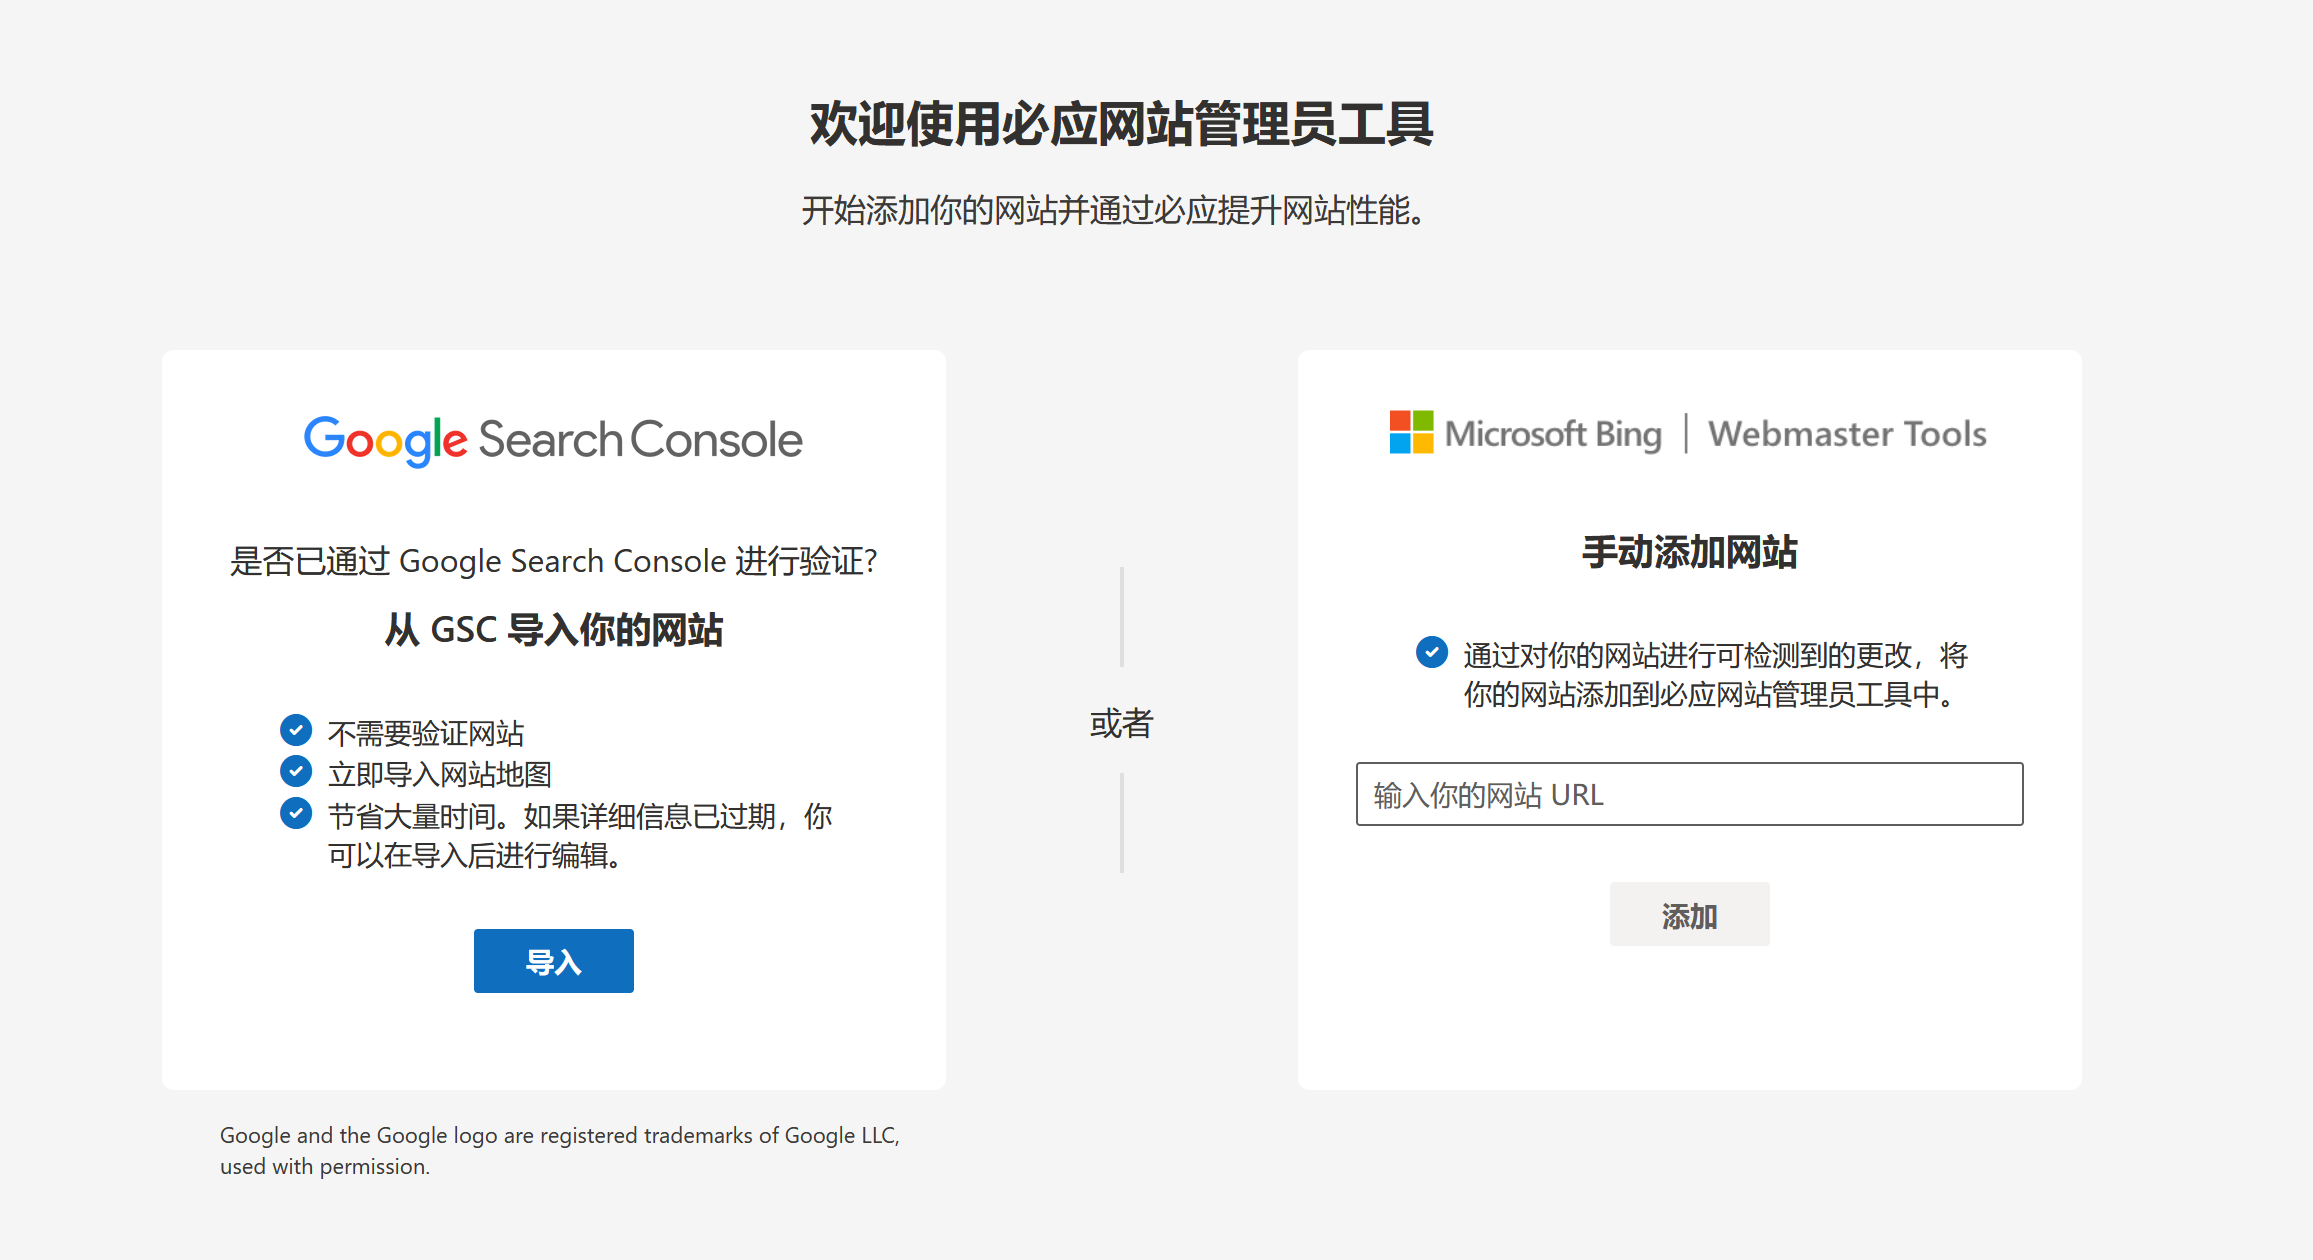 欢迎使用必应网站管理员工具
开始添加你的网站并通过必应提升网站性能。
Google Search Console
是否已通过 Google Search Console 进行验证?
从 GSC 导入你的网站
不需要验证网站
立即导入网站地图
节省大量时间。如果详细信息已过期，你
可以在导入后进行编辑。
导入
Google and the Google logo are registered trademarks of Google LLC,
used with permission.
或者
Microsoft Bing | Webmaster Tools
手动添加网站
通过对你的网站进行可检测到的更改，将
你的网站添加到必应网站管理员工具中。
输入你的网站 URL
添加